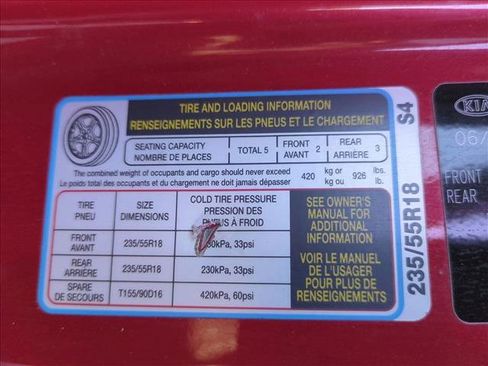 TIRE AND LOADING INFORMATION
RENSEIGNEMENTS SUR LES PNEUS ET LE CHARGEMENT
SEATING CAPACITY
NOMBRE DE PLACES
TOTAL 5
FRONT
AVANT 2
REAR
ARRIÈRE 3
The combined weight of occupants and cargo should never exceed
Le poids total des occupants et du chargement ne doit jamais dépasser
420 kg or
kg ou
926 lbs.
lb.
TIRE
PNEU
SIZE
DIMENSIONS
COLD TIRE PRESSURE
PRESSION DES
PNEUS À FROID
SEE OWNER'S
MANUAL FOR
ADDITIONAL
INFORMATION
VOIR LE MANUEL
DE L'USAGER
POUR PLUS DE
RENSEIGNEMENTS
FRONT
AVANT
235/55R18
30kPa, 33psi
REAR
ARRIÈRE
235/55R18
230kPa, 33psi
SPARE
DE SECOURS
T155/90D16
420kPa, 60psi
235/55R18 S4
KIA
06/
FRONT
REAR